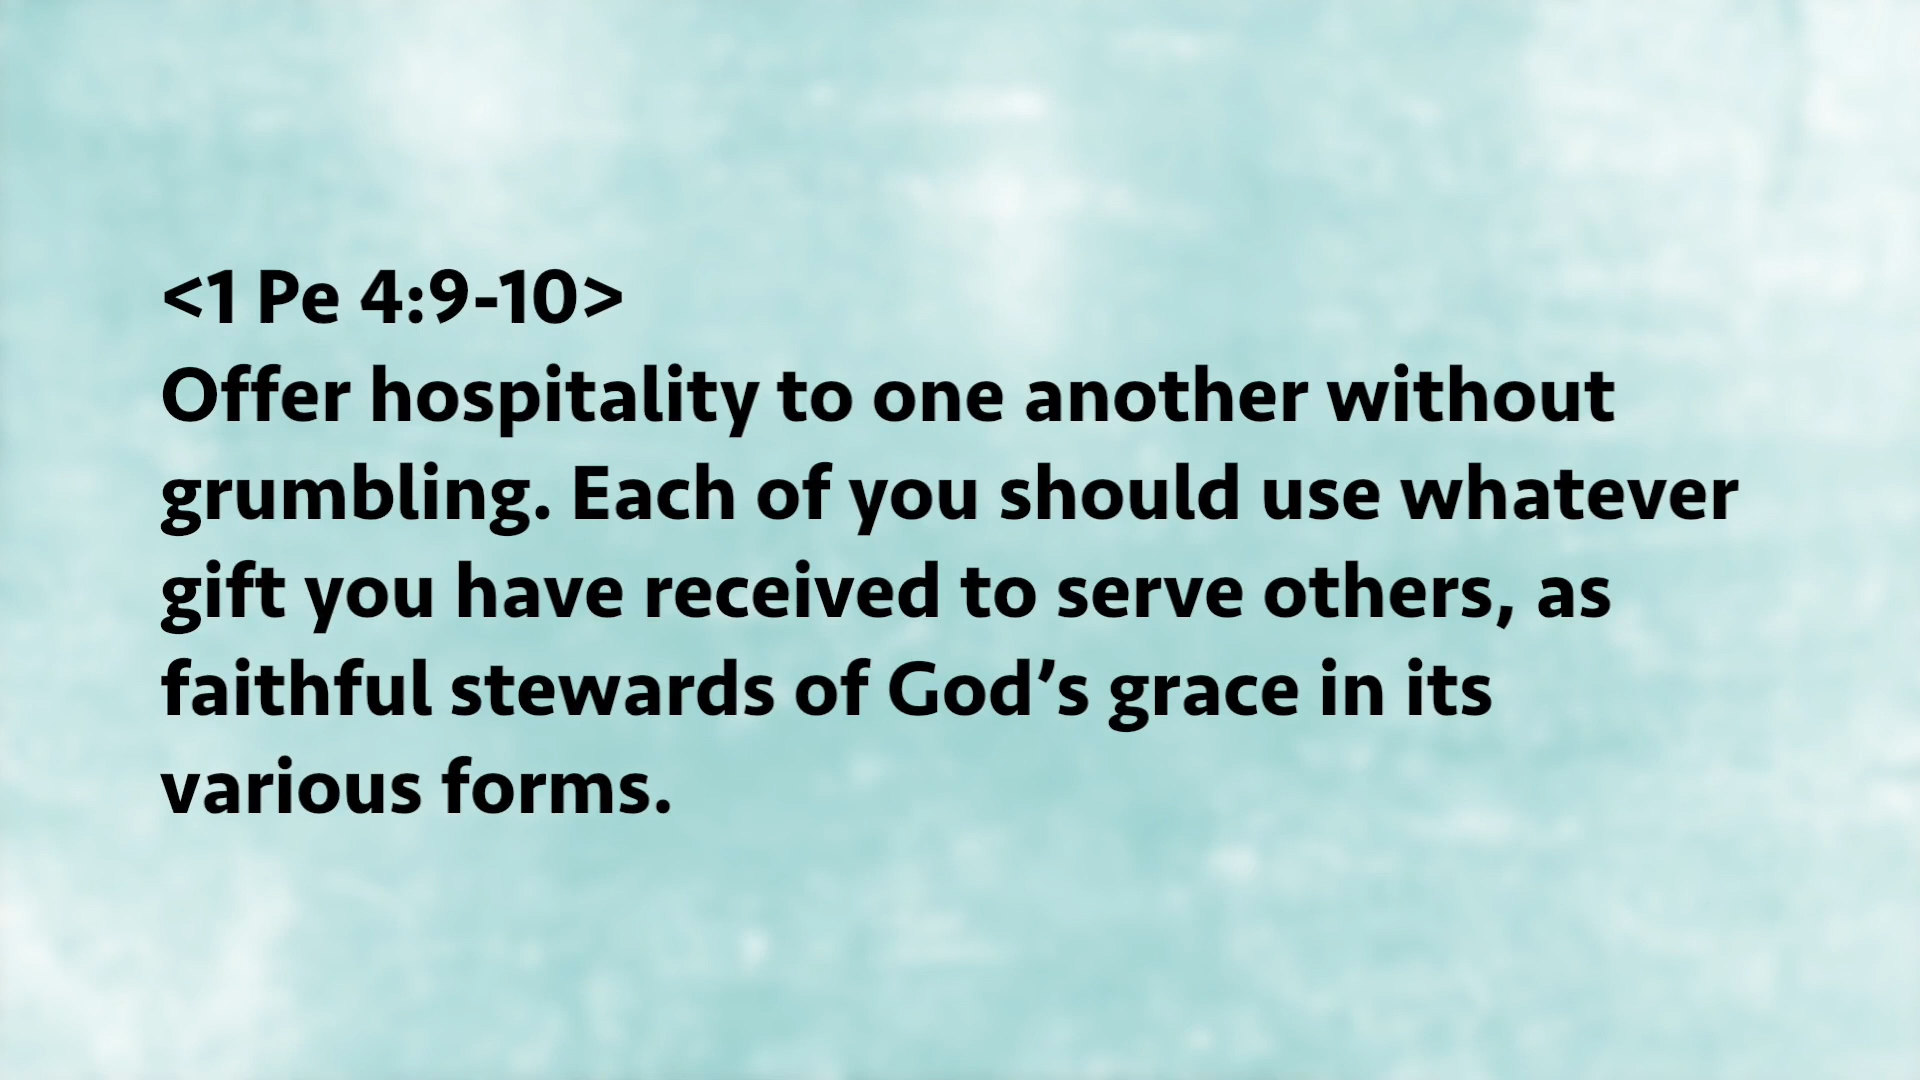 <1 Pe 4:9-10>
Offer hospitality to one another without
grumbling. Each of you should use whatever
gift you have received to serve others, as
faithful stewards of God’s grace in its
various forms.